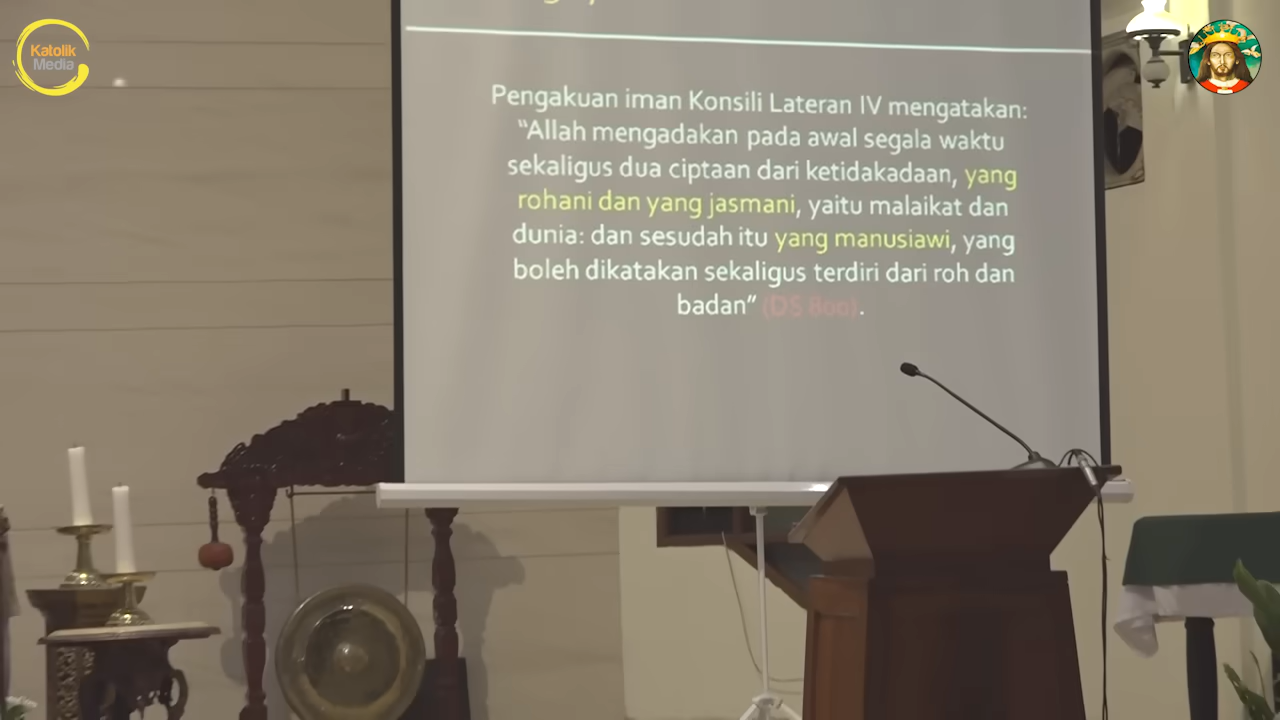 Katolik
Media
Pengakuan iman Konsili Lateran IV mengatakan:
“Allah mengadakan pada awal segala waktu
sekaligus dua ciptaan dari ketidakadaan, yang
rohani dan yang jasmani, yaitu malaikat dan
dunia: dan sesudah itu yang manusiawi, yang
boleh dikatakan sekaligus terdiri dari roh dan
badan” (DS 800).